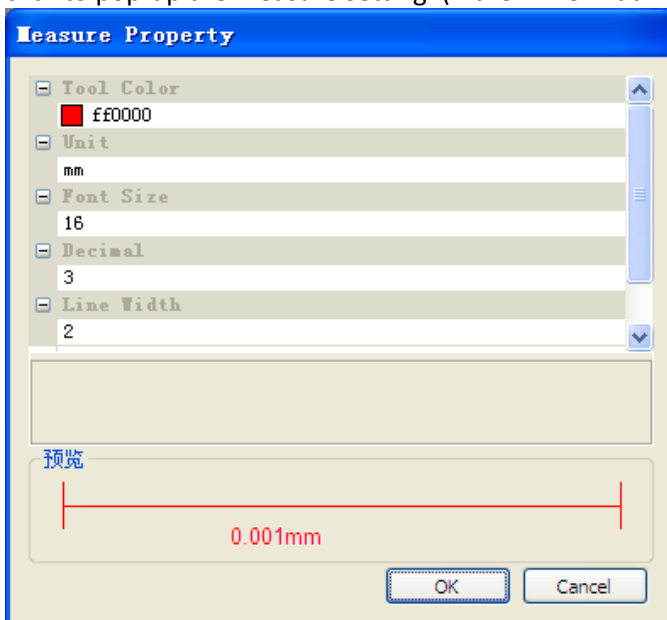 Measure Property
Tool Color
ff0000
Unit
mm
Font Size
16
Decimal
3
Line Width
2
预览
0.001mm
OK
Cancel